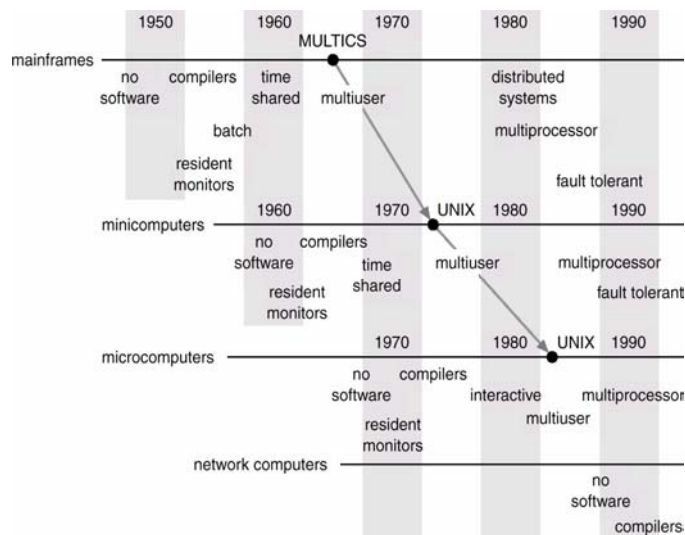 1950 1960 1970 1980 1990
MULTICS
mainframes
no compilers time distributed
software shared multiuser systems
batch multiprocessor
resident
monitors fault tolerant
1960 1970 UNIX 1980 1990
minicomputers
no compilers
software time multiuser multiprocessor
shared
resident fault tolerant
monitors
1970 1980 UNIX 1990
microcomputers
no compilers
software interactive multiprocessor
multiuser
resident
monitors
network computers
no
software
compilers